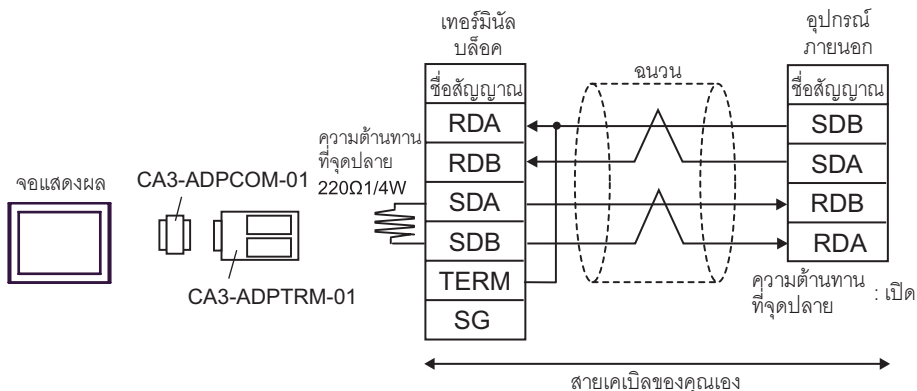 เทอร์มินัล
บล็อค
อุปกรณ์
ภายนอก
ฉนวน
ชื่อสัญญาณ
ชื่อสัญญาณ
RDA
SDB
ความต้านทาน
ที่จุดปลาย
220Ω1/4W
RDB
SDA
จอแสดงผล
CA3-ADPCOM-01
SDA
RDB
SDB
RDA
CA3-ADPTRM-01
TERM
ความต้านทาน
ที่จุดปลาย : เปิด
SG
สายเคเบิลของคุณเอง